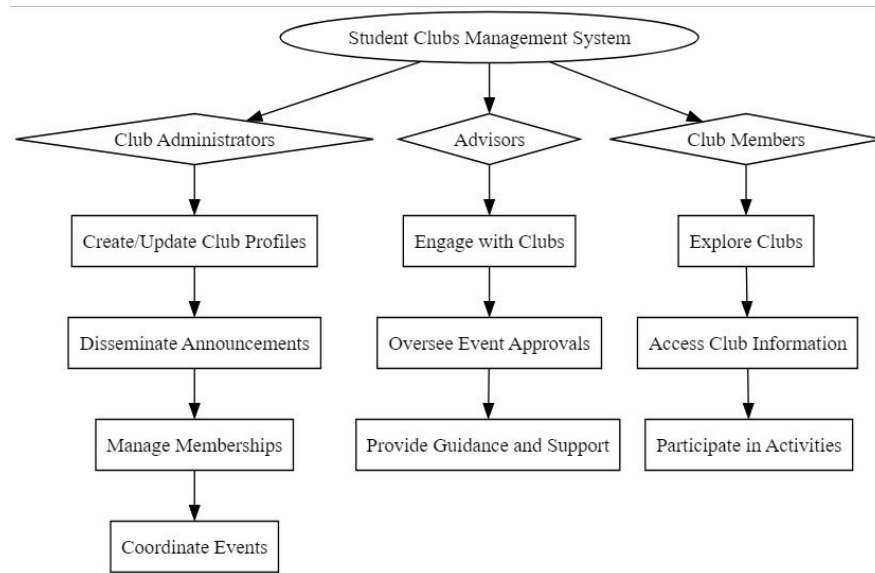 Student Clubs Management System
Club Administrators
Advisors
Club Members
Create/Update Club Profiles
Engage with Clubs
Explore Clubs
Disseminate Announcements
Oversee Event Approvals
Access Club Information
Manage Memberships
Provide Guidance and Support
Participate in Activities
Coordinate Events